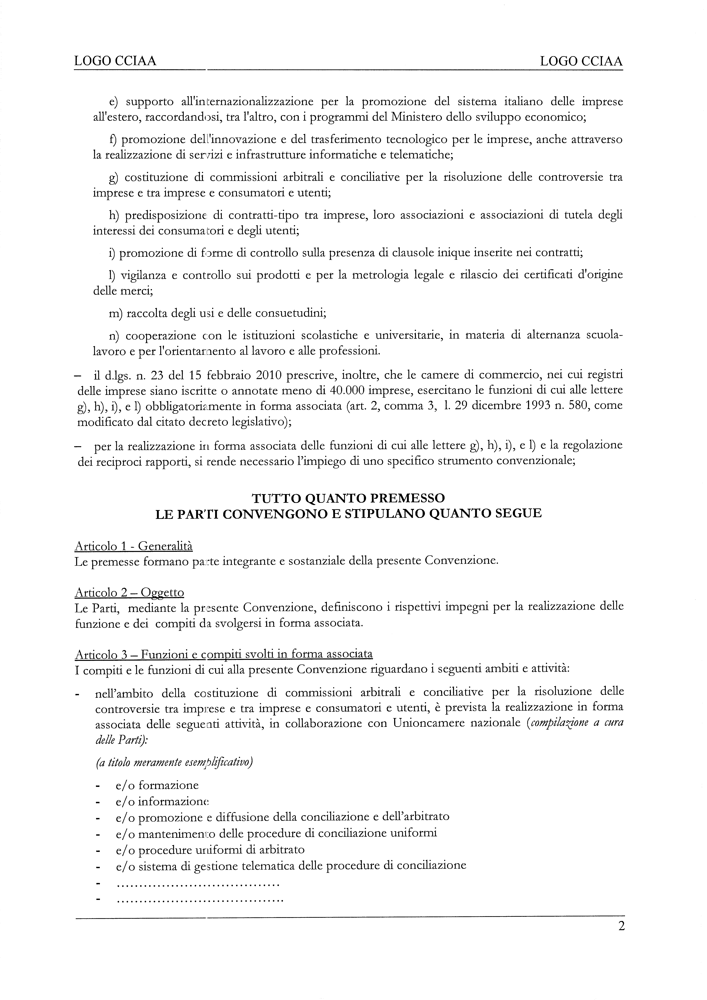 LOGO CCIAA LOGO CCIAA
e) supporto all'internazionalizzazione per la promozione del sistema italiano delle imprese
all'estero, raccordandosi, tra l'altro, con i programmi del Ministero dello sviluppo economico;
f) promozione dell'innovazione e del trasferimento tecnologico per le imprese, anche attraverso
la realizzazione di servizi e infrastrutture informatiche e telematiche;
g) costituzione di commissioni arbitrali e conciliative per la risoluzione delle controversie tra
imprese e tra imprese e consumatori e utenti;
h) predisposizione di contratti-tipo tra imprese, loro associazioni e associazioni di tutela degli
interessi dei consumatori e degli utenti;
i) promozione di forme di controllo sulla presenza di clausole inique inserite nei contratti;
l) vigilanza e controllo sui prodotti e per la metrologia legale e rilascio dei certificati d'origine
delle merci;
m) raccolta degli usi e delle consuetudini;
n) cooperazione con le istituzioni scolastiche e universitarie, in materia di alternanza scuola-
lavoro e per l'orientamento al lavoro e alle professioni.
– il d.lgs. n. 23 del 15 febbraio 2010 prescrive, inoltre, che le camere di commercio, nei cui registri
delle imprese siano iscritte o annotate meno di 40.000 imprese, esercitano le funzioni di cui alle lettere
g), h), i), e l) obbligatoriamente in forma associata (art. 2, comma 3, l. 29 dicembre 1993 n. 580, come
modificato dal citato decreto legislativo);
– per la realizzazione in forma associata delle funzioni di cui alle lettere g), h), i), e l) e la regolazione
dei reciproci rapporti, si rende necessario l’impiego di uno specifico strumento convenzionale;
TUTTO QUANTO PREMESSO
LE PARTI CONVENGONO E STIPULANO QUANTO SEGUE
Articolo 1 - Generalità
Le premesse formano parte integrante e sostanziale della presente Convenzione.
Articolo 2 – Oggetto
Le Parti, mediante la presente Convenzione, definiscono i rispettivi impegni per la realizzazione delle
funzione e dei compiti da svolgersi in forma associata.
Articolo 3 – Funzioni e compiti svolti in forma associata
I compiti e le funzioni di cui alla presente Convenzione riguardano i seguenti ambiti e attività:
- nell’ambito della costituzione di commissioni arbitrali e conciliative per la risoluzione delle
controversie tra imprese e tra imprese e consumatori e utenti, è prevista la realizzazione in forma
associata delle seguenti attività, in collaborazione con Unioncamere nazionale (compilazione a cura
delle Parti):
(a titolo meramente esemplificativo)
- e/o formazione
- e/o informazione
- e/o promozione e diffusione della conciliazione e dell’arbitrato
- e/o mantenimento delle procedure di conciliazione uniformi
- e/o procedure uniformi di arbitrato
- e/o sistema di gestione telematica delle procedure di conciliazione
- ....................................
- .....................................
2